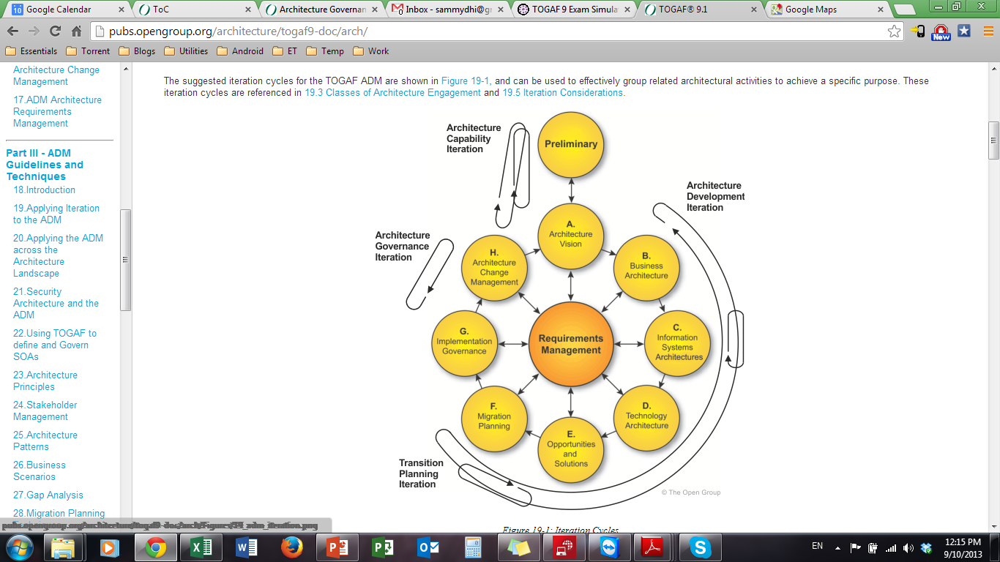 Google Calendar
ToC
Architecture Governan
Inbox - sammydhi@g
TOGAF 9 Exam Simula
TOGAF® 9.1
Google Maps
pubs.opengroup.org/architecture/togaf9-doc/arch/
New
Essentials
Torrent
Blogs
Utilities
Android
ET
Temp
Work
Architecture Change
Management
17.ADM Architecture
Requirements
Management
Part III - ADM
Guidelines and
Techniques
18.Introduction
19.Applying Iteration
to the ADM
20.Applying the ADM
across the
Architecture
Landscape
21.Security
Architecture and the
ADM
22.Using TOGAF to
define and Govern
SOAs
23.Architecture
Principles
24.Stakeholder
Management
25.Architecture
Patterns
26.Business
Scenarios
27.Gap Analysis
28.Migration Planning
The suggested iteration cycles for the TOGAF ADM are shown in Figure 19-1, and can be used to effectively group related architectural activities to achieve a specific purpose. These
iteration cycles are referenced in 19.3 Classes of Architecture Engagement and 19.5 Iteration Considerations.
Architecture
Capability
Iteration
Preliminary
Architecture
Development
Iteration
A.
Architecture
Vision
Architecture
Governance
Iteration
H.
Architecture
Change
Management
B.
Business
Architecture
G.
Implementation
Governance
Requirements
Management
C.
Information
Systems
Architectures
F.
Migration
Planning
D.
Technology
Architecture
E.
Opportunities
and
Solutions
Transition
Planning
Iteration
© The Open Group
Figure 19-1: Iteration Cycles
pubs.opengroup.org/architecture/togaf9-doc/arch/Figures/19_adm_iteration.png
EN
12:15 PM
9/10/2013